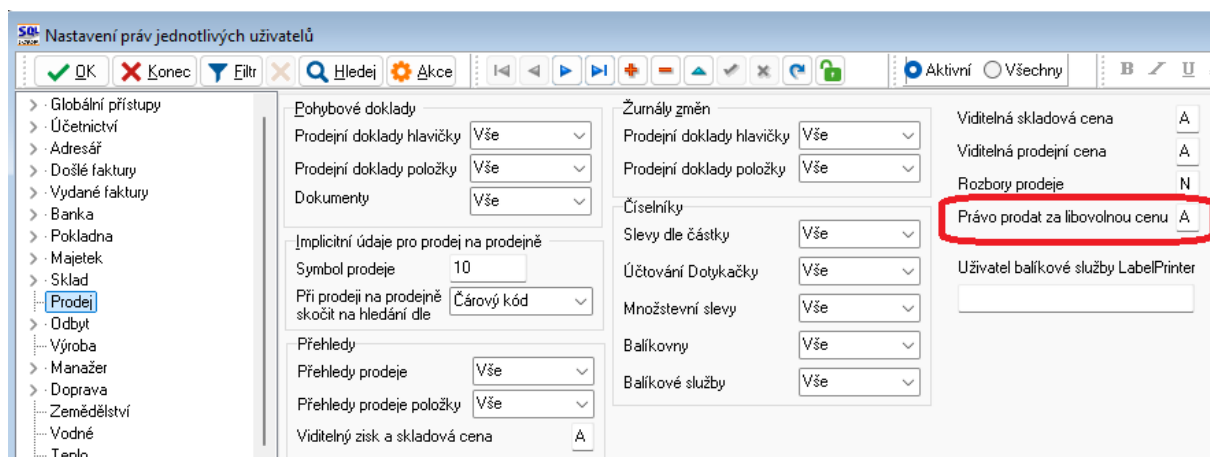 SQL Nastavení práv jednotlivých uživatelů
OK Konec Filtr Hledej Akce Aktivní Všechny B Z U
Globální přístupy
Účetnictví
Adresář
Došlé faktury
Vydané faktury
Banka
Pokladna
Majetek
Sklad
Prodej
Odbyt
Výroba
Manažer
Doprava
Zemědělství
Vodné
Teplo
Pohybové doklady
Prodejní doklady hlavičky Vše
Prodejní doklady položky Vše
Dokumenty Vše
Implicitní údaje pro prodej na prodejně
Symbol prodeje 10
Při prodeji na prodejně skočit na hledání dle Čárový kód
Přehledy
Přehledy prodeje Vše
Přehledy prodeje položky Vše
Viditelný zisk a skladová cena A
Žurnály změn
Prodejní doklady hlavičky Vše
Prodejní doklady položky Vše
Číselníky
Slevy dle částky Vše
Účtování Dotykačky Vše
Množstevní slevy Vše
Balíkovny Vše
Balíkové služby Vše
Viditelná skladová cena A
Viditelná prodejní cena A
Rozbory prodeje N
Právo prodat za libovolnou cenu A
Uživatel balíkové služby LabelPrinter